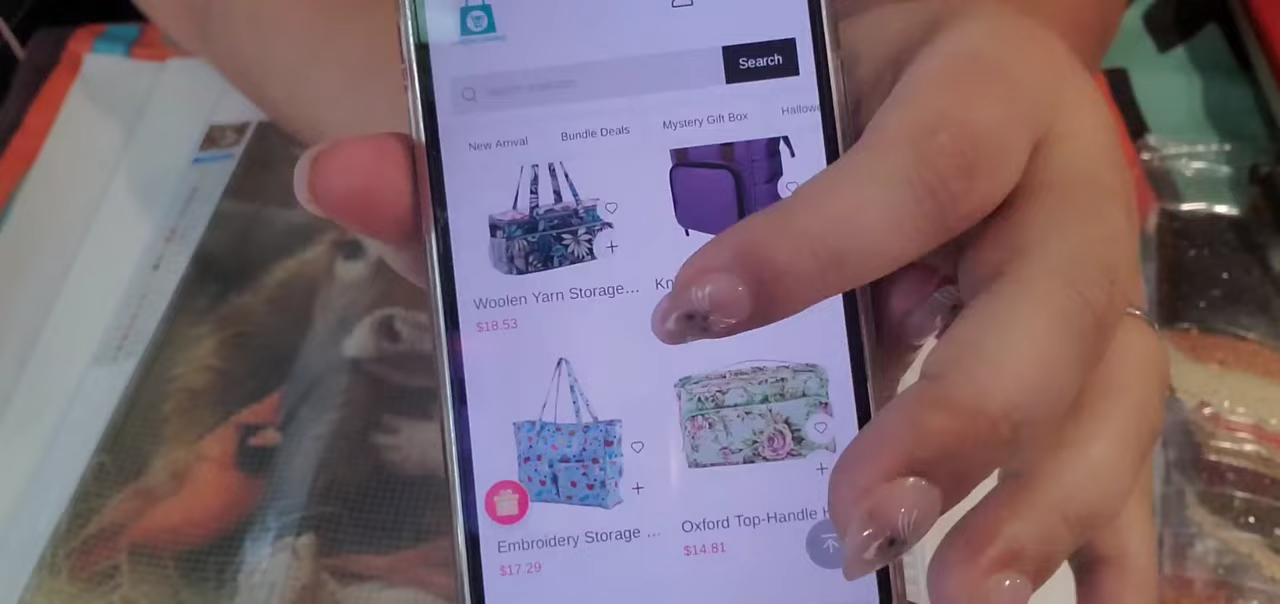 Search
New Arrival
Bundle Deals
Mystery Gift Box
Woolen Yarn Storage...
Kn
$18.53
Embroidery Storage ...
$17.29
Oxford Top-Handle
$14.81